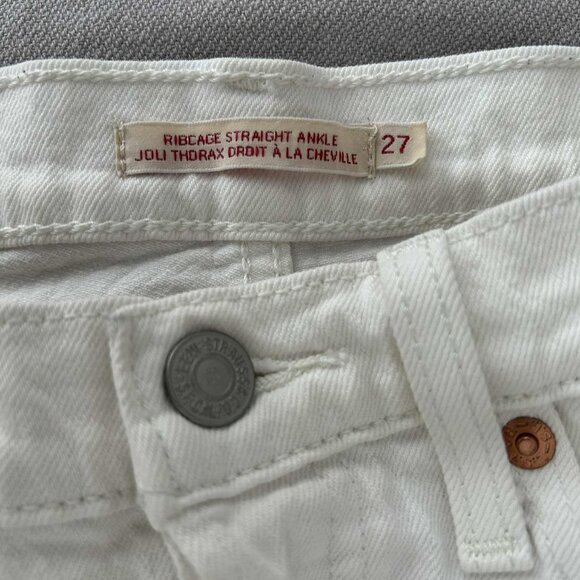 RIBCAGE STRAIGHT ANKLE
JOLI THORAX DROIT À LA CHEVILLE
27